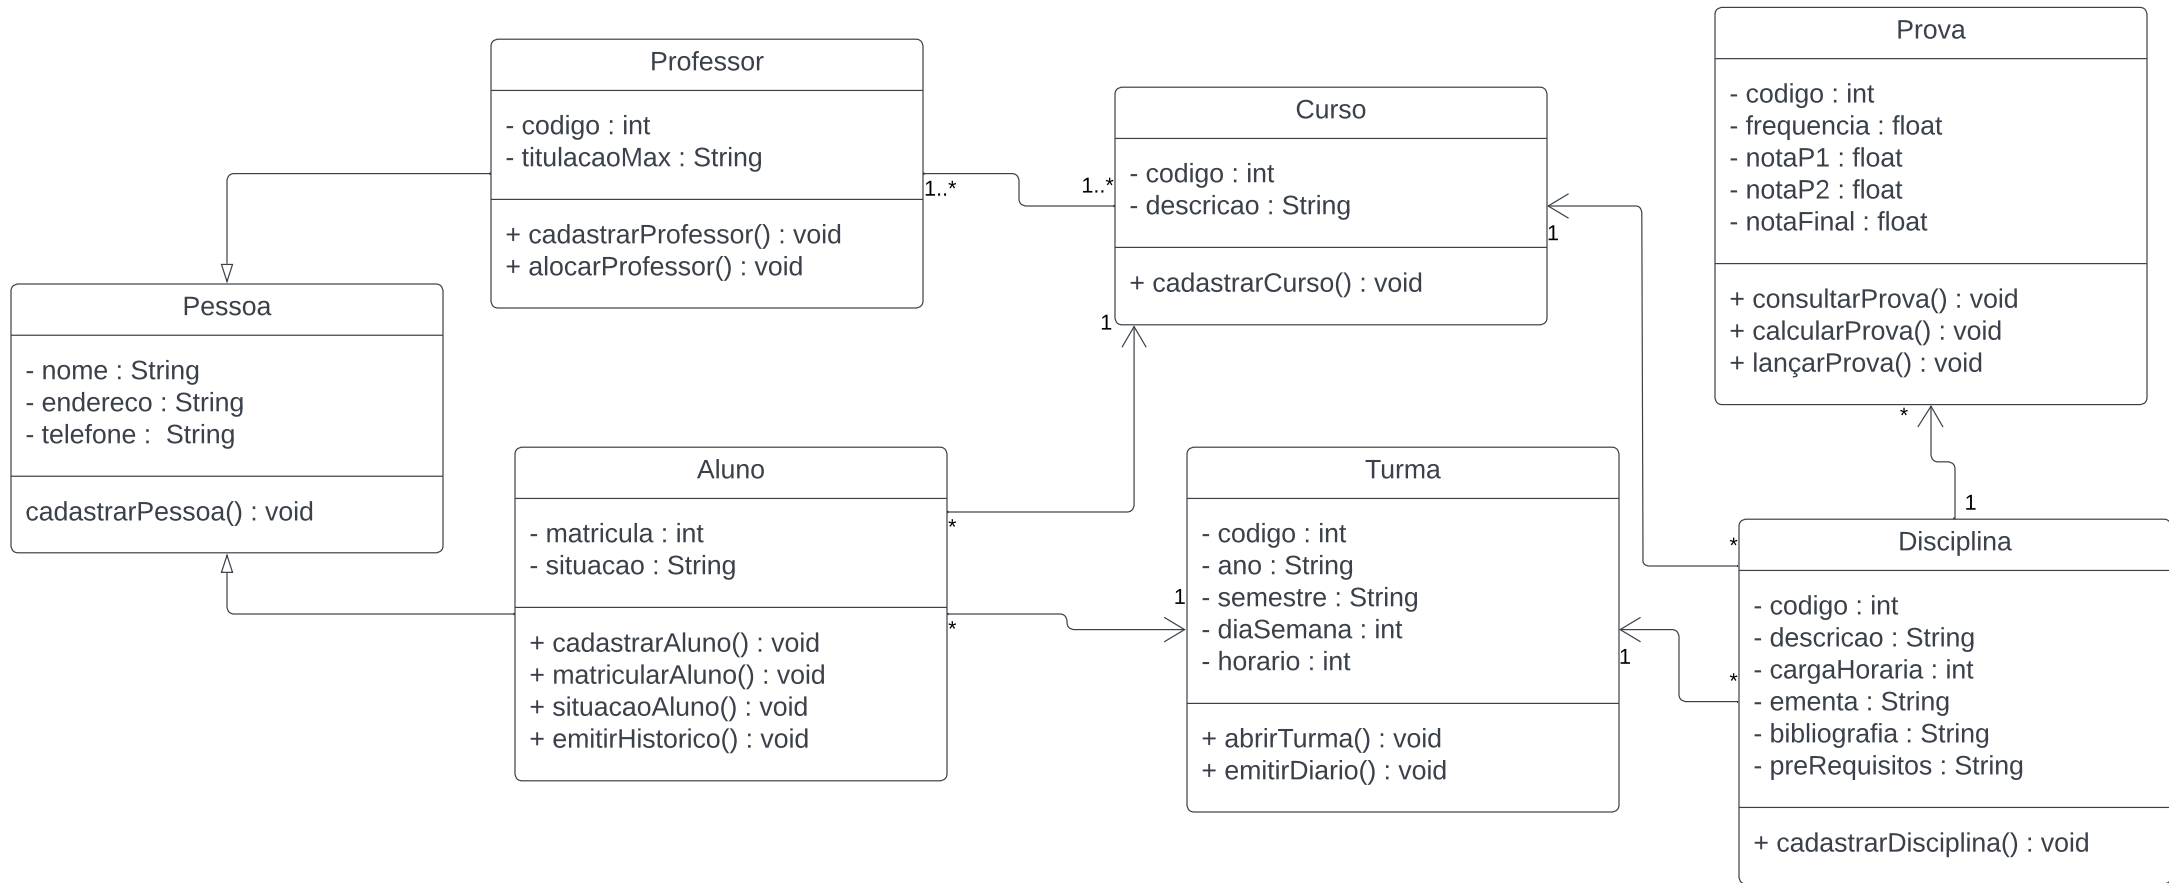 Professor
- codigo : int
- titulacaoMax : String
+ cadastrarProfessor() : void
+ alocarProfessor() : void
1..*
1..*
Curso
- codigo : int
- descricao : String
+ cadastrarCurso() : void
1
1
Prova
- codigo : int
- frequencia : float
- notaP1 : float
- notaP2 : float
- notaFinal : float
+ consultarProva() : void
+ calcularProva() : void
+ lançarProva() : void
*
1
Pessoa
- nome : String
- endereco : String
- telefone :  String
cadastrarPessoa() : void
Aluno
- matricula : int
- situacao : String
+ cadastrarAluno() : void
+ matricularAluno() : void
+ situacaoAluno() : void
+ emitirHistorico() : void
*
*
1
Turma
- codigo : int
- ano : String
- semestre : String
- diaSemana : int
- horario : int
+ abrirTurma() : void
+ emitirDiario() : void
1
*
*
Disciplina
- codigo : int
- descricao : String
- cargaHoraria : int
- ementa : String
- bibliografia : String
- preRequisitos : String
+ cadastrarDisciplina() : void